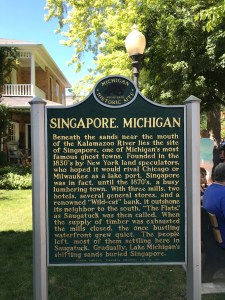 MICHIGAN
HISTORIC SITE
SINGAPORE, MICHIGAN
Beneath the sands near the mouth
of the Kalamazoo River lies the site
of Singapore, one of Michigan's most
famous ghost towns. Founded in the
1830's by New York land speculators,
who hoped it would rival Chicago or
Milwaukee as a lake port, Singapore
was in fact, until the 1870's, a busy
lumbering town. With three mills, two
hotels, several general stores, and a
renowned "Wild-cat" bank, it outshone
its neighbor to the south, "The Flats,"
as Saugatuck was then called. When
the supply of timber was exhausted
the mills closed, the once bustling
waterfront grew quiet. The people
left, most of them settling here in
Saugatuck. Gradually, Lake Michigan's
shifting sands buried Singapore.